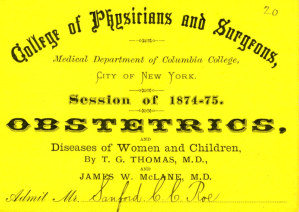 20
College of Physicians and Surgeons,
Medical Department of Columbia College,
CITY OF NEW YORK.
Session of 1874-75.
OBSTETRICS,
AND
Diseases of Women and Children,
By T. G. THOMAS, M.D.,
AND
JAMES W. McLANE, M.D.
Admit Mr. Sanford C. C. Roe